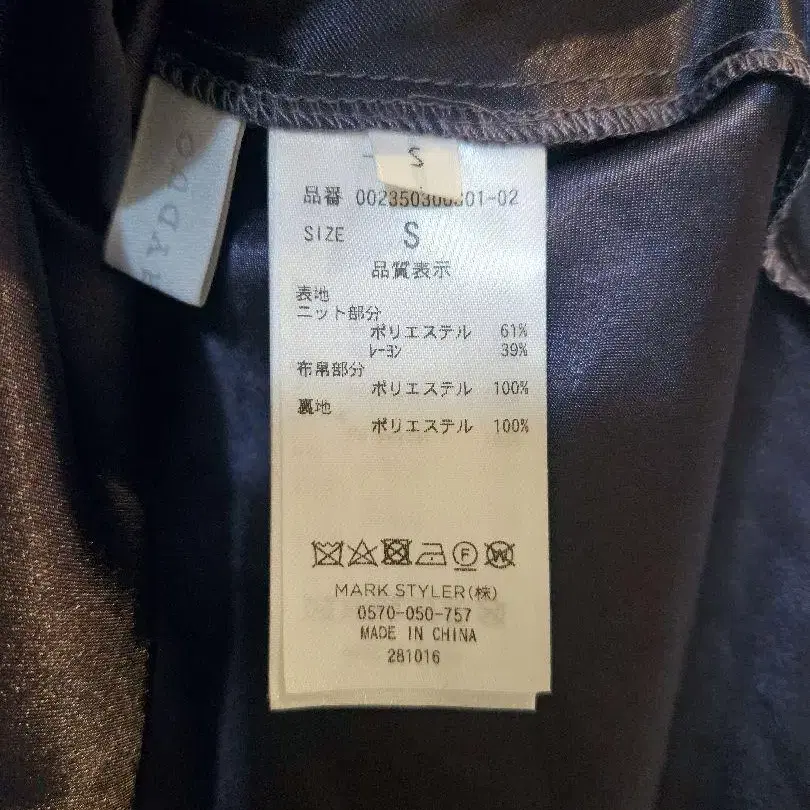 YDUO
S
品番 002350300301-02
SIZE S
品質表示
表地
ニット部分
ポリエステル 61%
レーヨン 39%
布帛部分
ポリエステル 100%
裏地
ポリエステル 100%
F W
MARK STYLER(株)
0570-050-757
MADE IN CHINA
281016